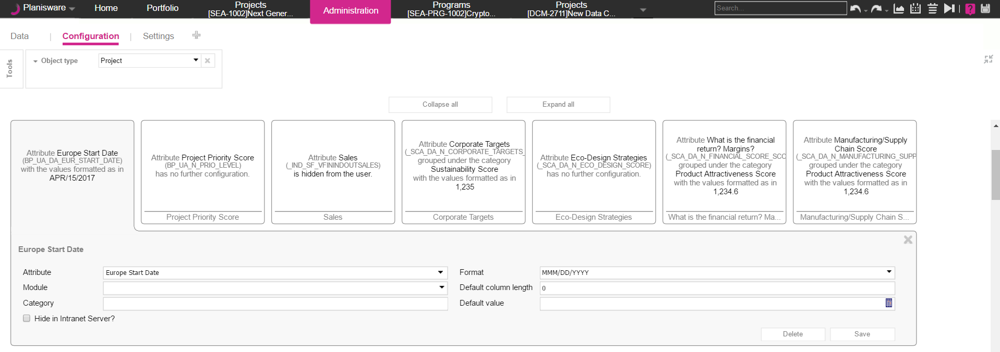 Planisware
Home
Portfolio
Projects
[SEA-1002]Next Gener...
Administration
Programs
[SEA-PRG-1002]Crypto...
Projects
[DCM-2711]New Data C...
Search...
?
Data
Configuration
Settings
Tools
Object type
Project
Collapse all
Expand all
Attribute Europe Start Date
(BP_UA_DA_EUR_START_DATE)
with the values formatted as in
APR/15/2017
Attribute Project Priority Score
(BP_UA_N_PRIO_LEVEL)
has no further configuration.
Project Priority Score
Attribute Sales
(_IND_SF_VFININDOUTSALES)
is hidden from the user.
Sales
Attribute Corporate Targets
(_SCA_DA_N_CORPORATE_TARGETS_
grouped under the category
Sustainability Score
with the values formatted as in
1,235
Corporate Targets
Attribute Eco-Design Strategies
(_SCA_DA_N_ECO_DESIGN_SCORE)
has no further configuration.
Eco-Design Strategies
Attribute What is the financial
return? Margins?
(_SCA_DA_N_FINANCIAL_SCORE_SCO
grouped under the category
Product Attractiveness Score
with the values formatted as in
1,234.6
What is the financial return? Ma...
Attribute Manufacturing/Supply
Chain Score
(_SCA_DA_N_MANUFACTURING_SUPP
grouped under the category
Product Attractiveness Score
with the values formatted as in
1,234.6
Manufacturing/Supply Chain S...
Europe Start Date
Attribute
Europe Start Date
Format
MMM/DD/YYYY
Module
Default column length
0
Category
Default value
Hide in Intranet Server?
Delete
Save